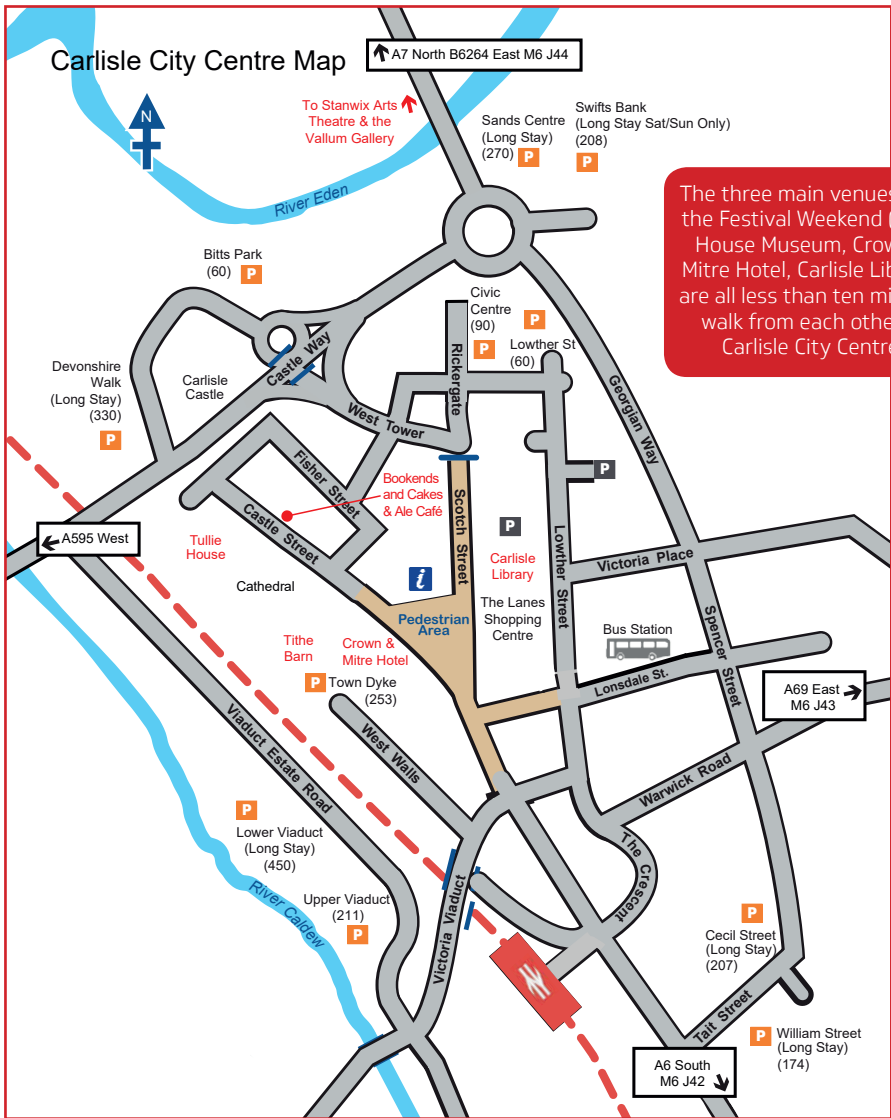 Carlisle City Centre Map
A7 North B6264 East M6 J44
To Stanwix Arts
Theatre & the
Vallum Gallery
N
River Eden
Sands Centre
(Long Stay)
(270) P
Swifts Bank
(Long Stay Sat/Sun Only)
(208)
P
The three main venues
the Festival Weekend
House Museum, Crow
Mitre Hotel, Carlisle Lib
are all less than ten mi
walk from each othe
Carlisle City Centre
Bitts Park
(60) P
Civic
Centre
(90)
P
P
Lowther St
(60)
Devonshire
Walk
(Long Stay)
(330)
P
Carlisle
Castle
Castle Way
Rickergate
West Tower
Georgian Way
Fisher Street
Bookends
and Cakes
& Ale Café
Scotch Street
P
P
Castle Street
A595 West
Tullie
House
Carlisle
Library
Lowther Street
Victoria Place
Cathedral
i
Pedestrian
Area
The Lanes
Shopping
Centre
Bus Station
Spencer Street
Tithe
Barn
Crown &
Mitre Hotel
P Town Dyke
(253)
Lonsdale St.
A69 East
M6 J43
West Walls
Viaduct Estate Road
Warwick Road
P
Lower Viaduct
(Long Stay)
(450)
The Crescent
River Caldew
Upper Viaduct
(211)
P
Victoria Viaduct
P
Cecil Street
(Long Stay)
(207)
Tait Street
P William Street
(Long Stay)
(174)
A6 South
M6 J42